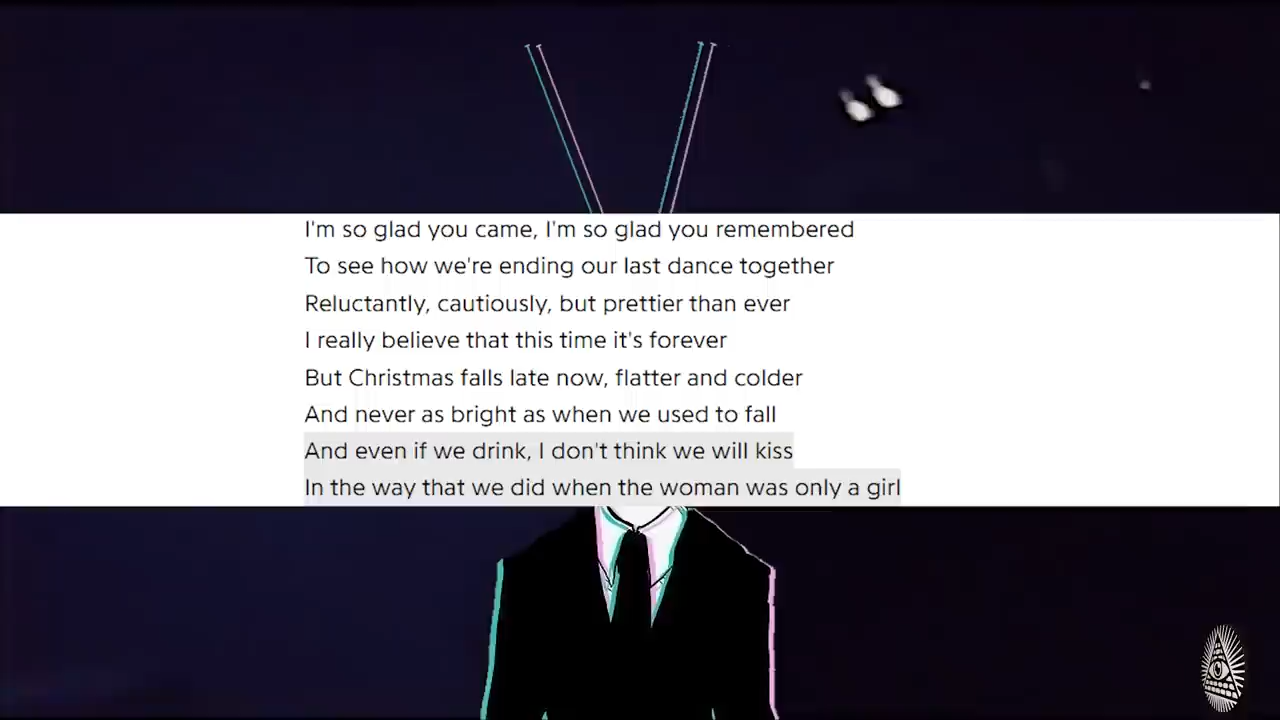 I'm so glad you came, I'm so glad you remembered
To see how we're ending our last dance together
Reluctantly, cautiously, but prettier than ever
I really believe that this time it's forever
But Christmas falls late now, flatter and colder
And never as bright as when we used to fall
And even if we drink, I don't think we will kiss
In the way that we did when the woman was only a girl